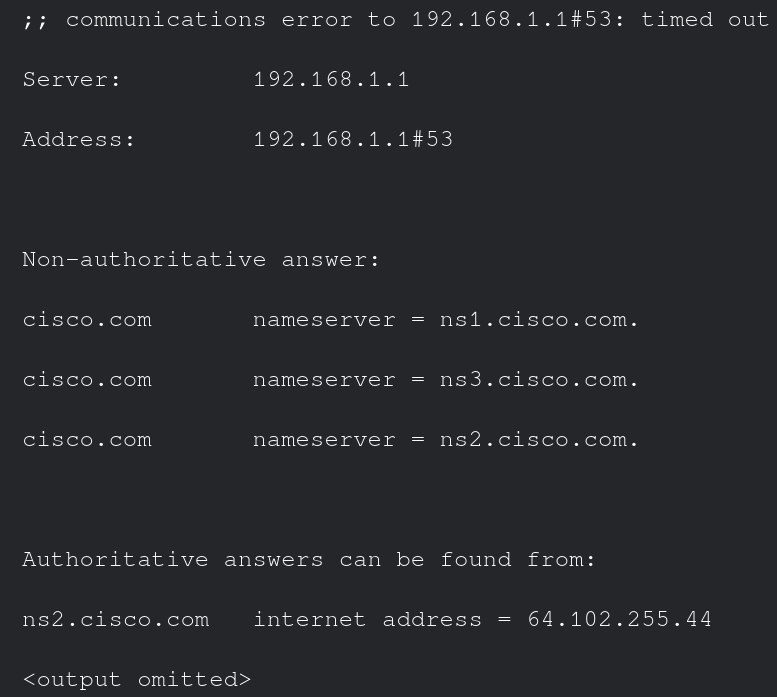 ;; communications error to 192.168.1.1#53: timed out
Server: 192.168.1.1
Address: 192.168.1.1#53
Non-authoritative answer:
cisco.com nameserver = ns1.cisco.com.
cisco.com nameserver = ns3.cisco.com.
cisco.com nameserver = ns2.cisco.com.
Authoritative answers can be found from:
ns2.cisco.com internet address = 64.102.255.44
<output omitted>